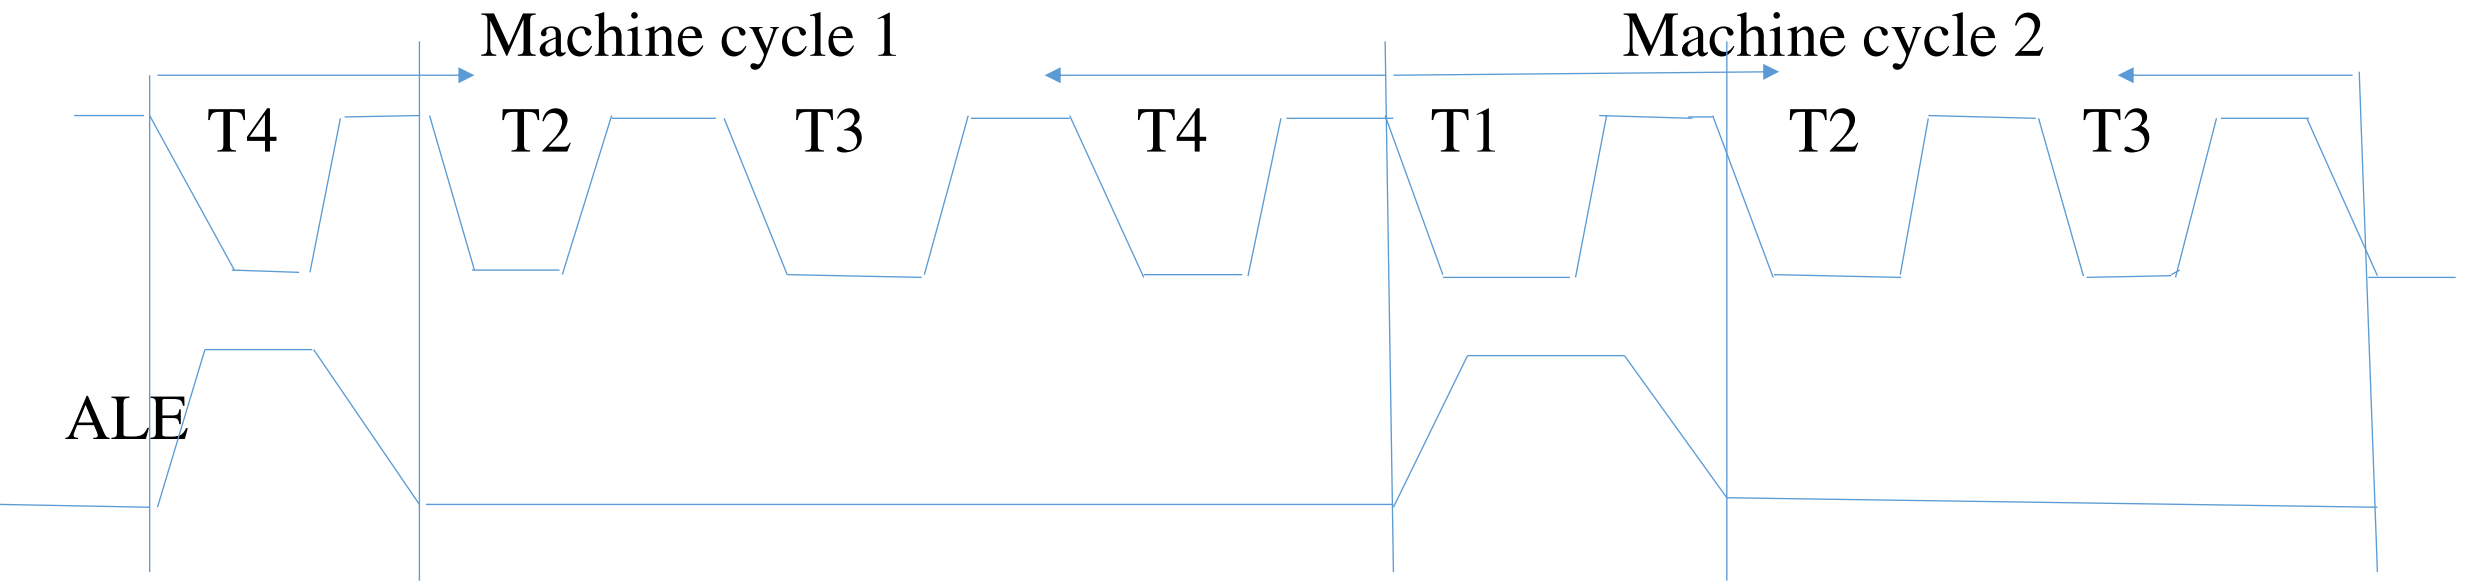 Machine cycle 1 Machine cycle 2
T4 T2 T3 T4 T1 T2 T3
ALE